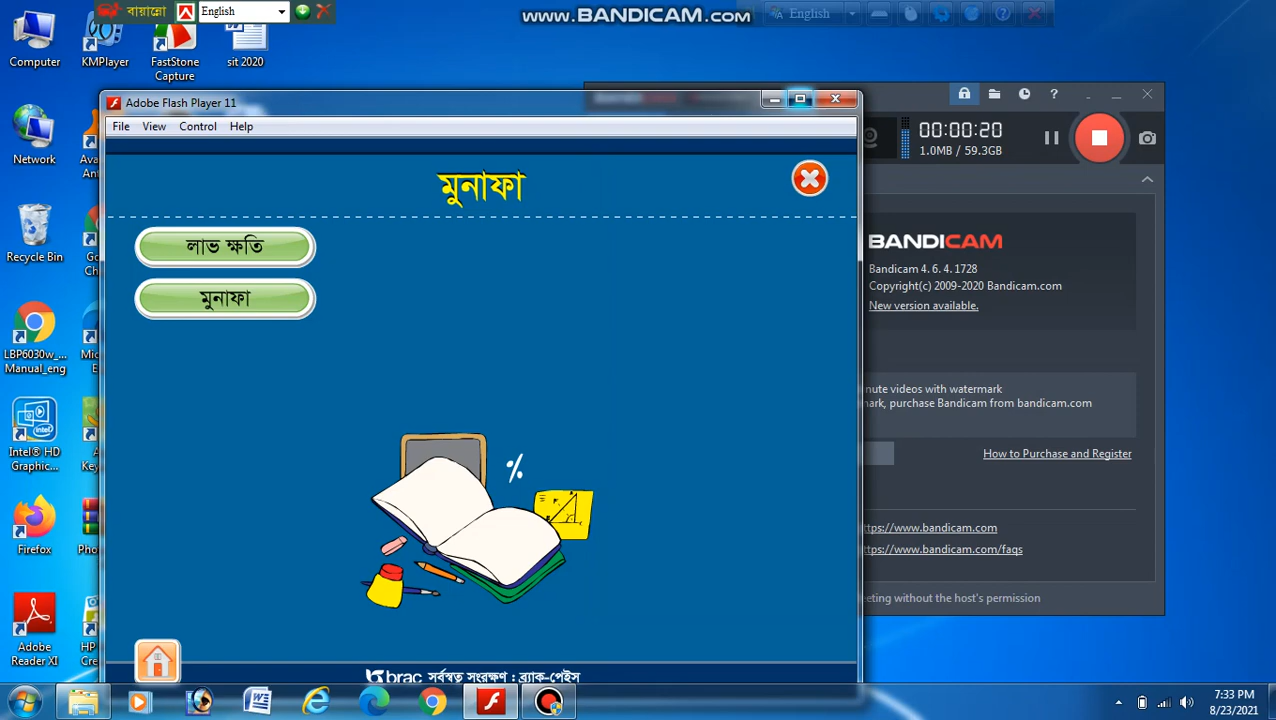 বায়ান্নো
English
www.BANDICAM.com
English
Computer
KMPlayer
FastStone
Capture
sit 2020
Adobe Flash Player 11
File View Control Help
00:00:20
1.0MB / 59.3GB
Network
মুনাফা
লাভ ক্ষতি
মুনাফা
BANDICAM
Bandicam 4. 6. 4. 1728
Copyright(c) 2009-2020 Bandicam.com
New version available.
Recycle Bin
LBP6030w_...
Manual_eng
nute videos with watermark
mark, purchase Bandicam from bandicam.com
How to Purchase and Register
%
Intel® HD
Graphic...
Firefox
ttps://www.bandicam.com
ttps://www.bandicam.com/faqs
eting without the host's permission
Adobe
Reader XI
HP
Cre
brac সর্বস্বত্ব সংরক্ষণ : ব্র্যাক-পেইস
7:33 PM
8/23/2021